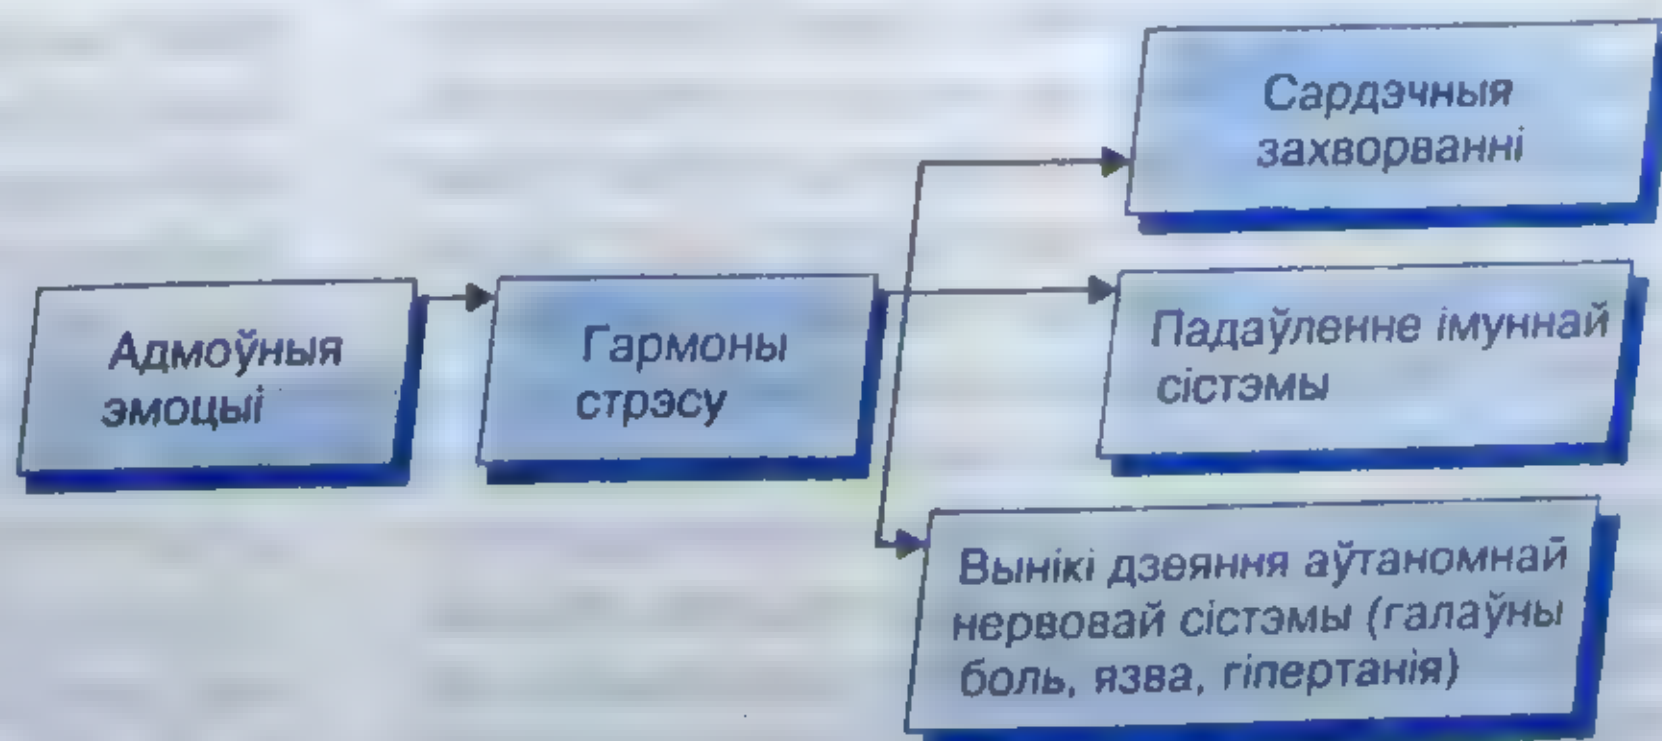 Сардэчныя
захворванні
Адмоўныя
эмоцыі
Гармоны
стрэсу
Падаўленне імуннай
сістэмы
Вынікі дзеяння аўтаномнай
нервовай сістэмы (галаўны
боль, язва, гіпертанія)